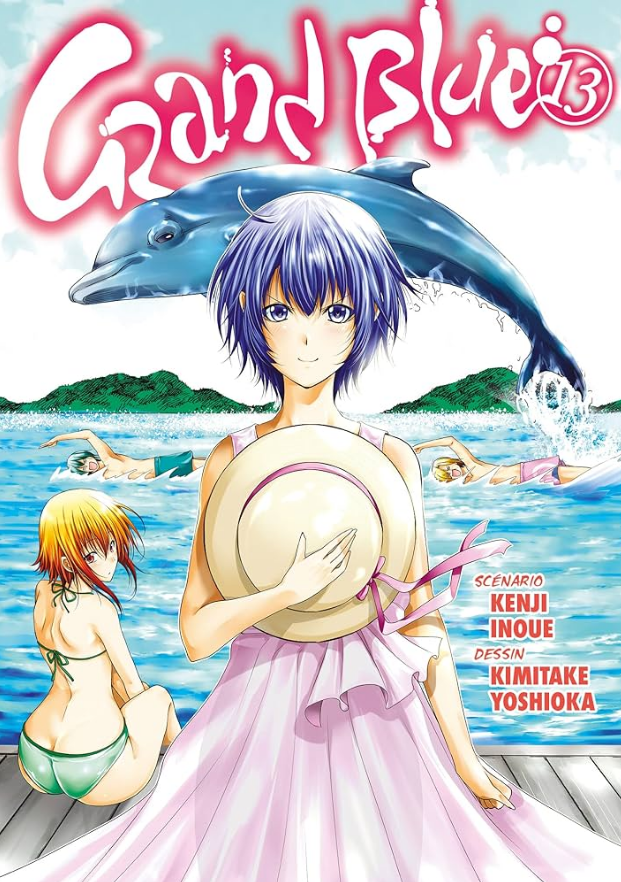 Grand Blue
13
SCÉNARIO
KENJI
INOUE
DESSIN
KIMITAKE
YOSHIOKA